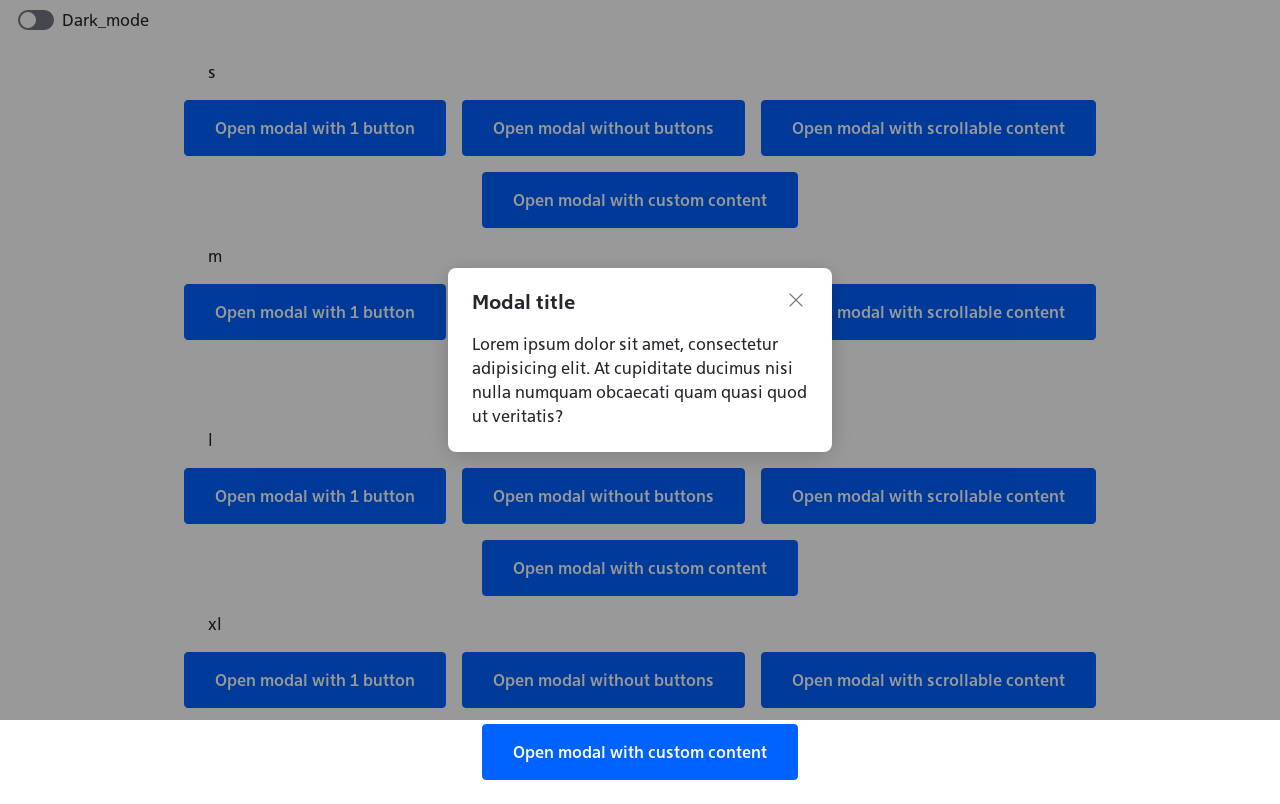 Dark_mode
s
Open modal with 1 button
Open modal without buttons
Open modal with scrollable content
Open modal with custom content
m
Open modal with 1 button
modal with scrollable content
Modal title
Lorem ipsum dolor sit amet, consectetur
adipisicing elit. At cupiditate ducimus nisi
nulla numquam obcaecati quam quasi quod
ut veritatis?
l
Open modal with 1 button
Open modal without buttons
Open modal with scrollable content
Open modal with custom content
xl
Open modal with 1 button
Open modal without buttons
Open modal with scrollable content
Open modal with custom content